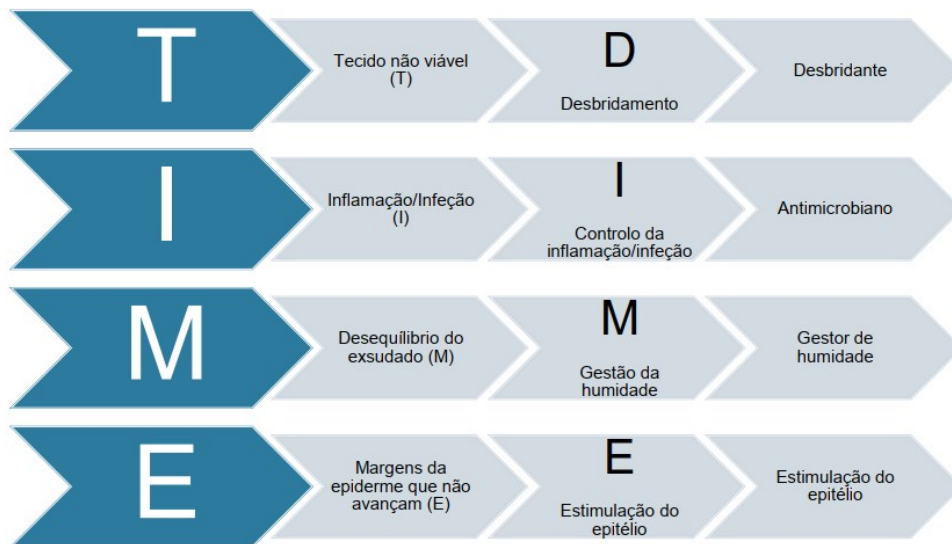 T
Tecido não viável
(T)
D
Desbridamento
Desbridante
I
Inflamação/Infeção
(I)
I
Controlo da
inflamação/infeção
Antimicrobiano
M
Desequílibrio do
exsudado (M)
M
Gestão da
humidade
Gestor de
humidade
E
Margens da
epiderme que não
avançam (E)
E
Estimulação do
epitélio
Estimulação do
epitélio